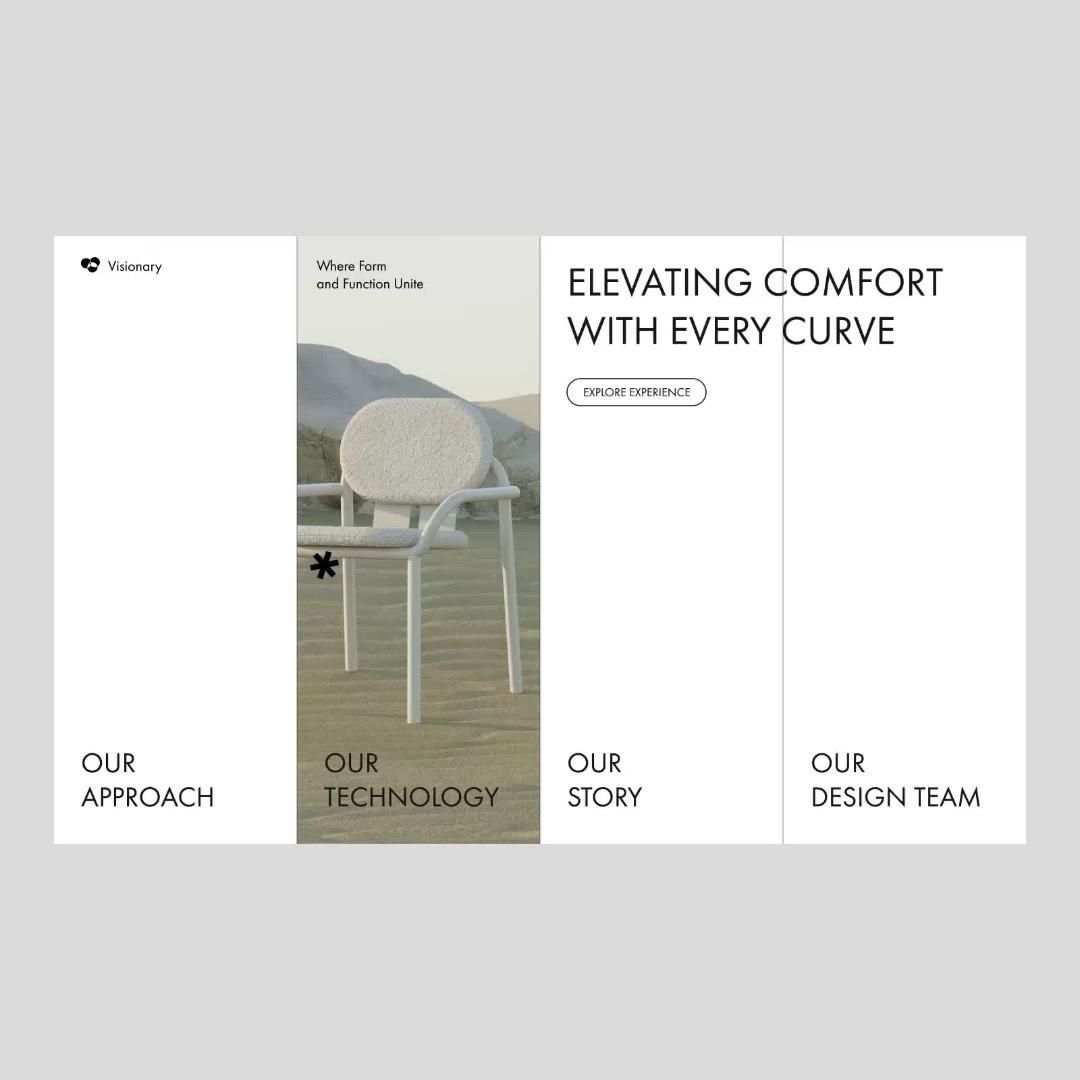 Visionary
Where Form
and Function Unite
ELEVATING COMFORT
WITH EVERY CURVE
EXPLORE EXPERIENCE
OUR
APPROACH
OUR
TECHNOLOGY
OUR
STORY
OUR
DESIGN TEAM